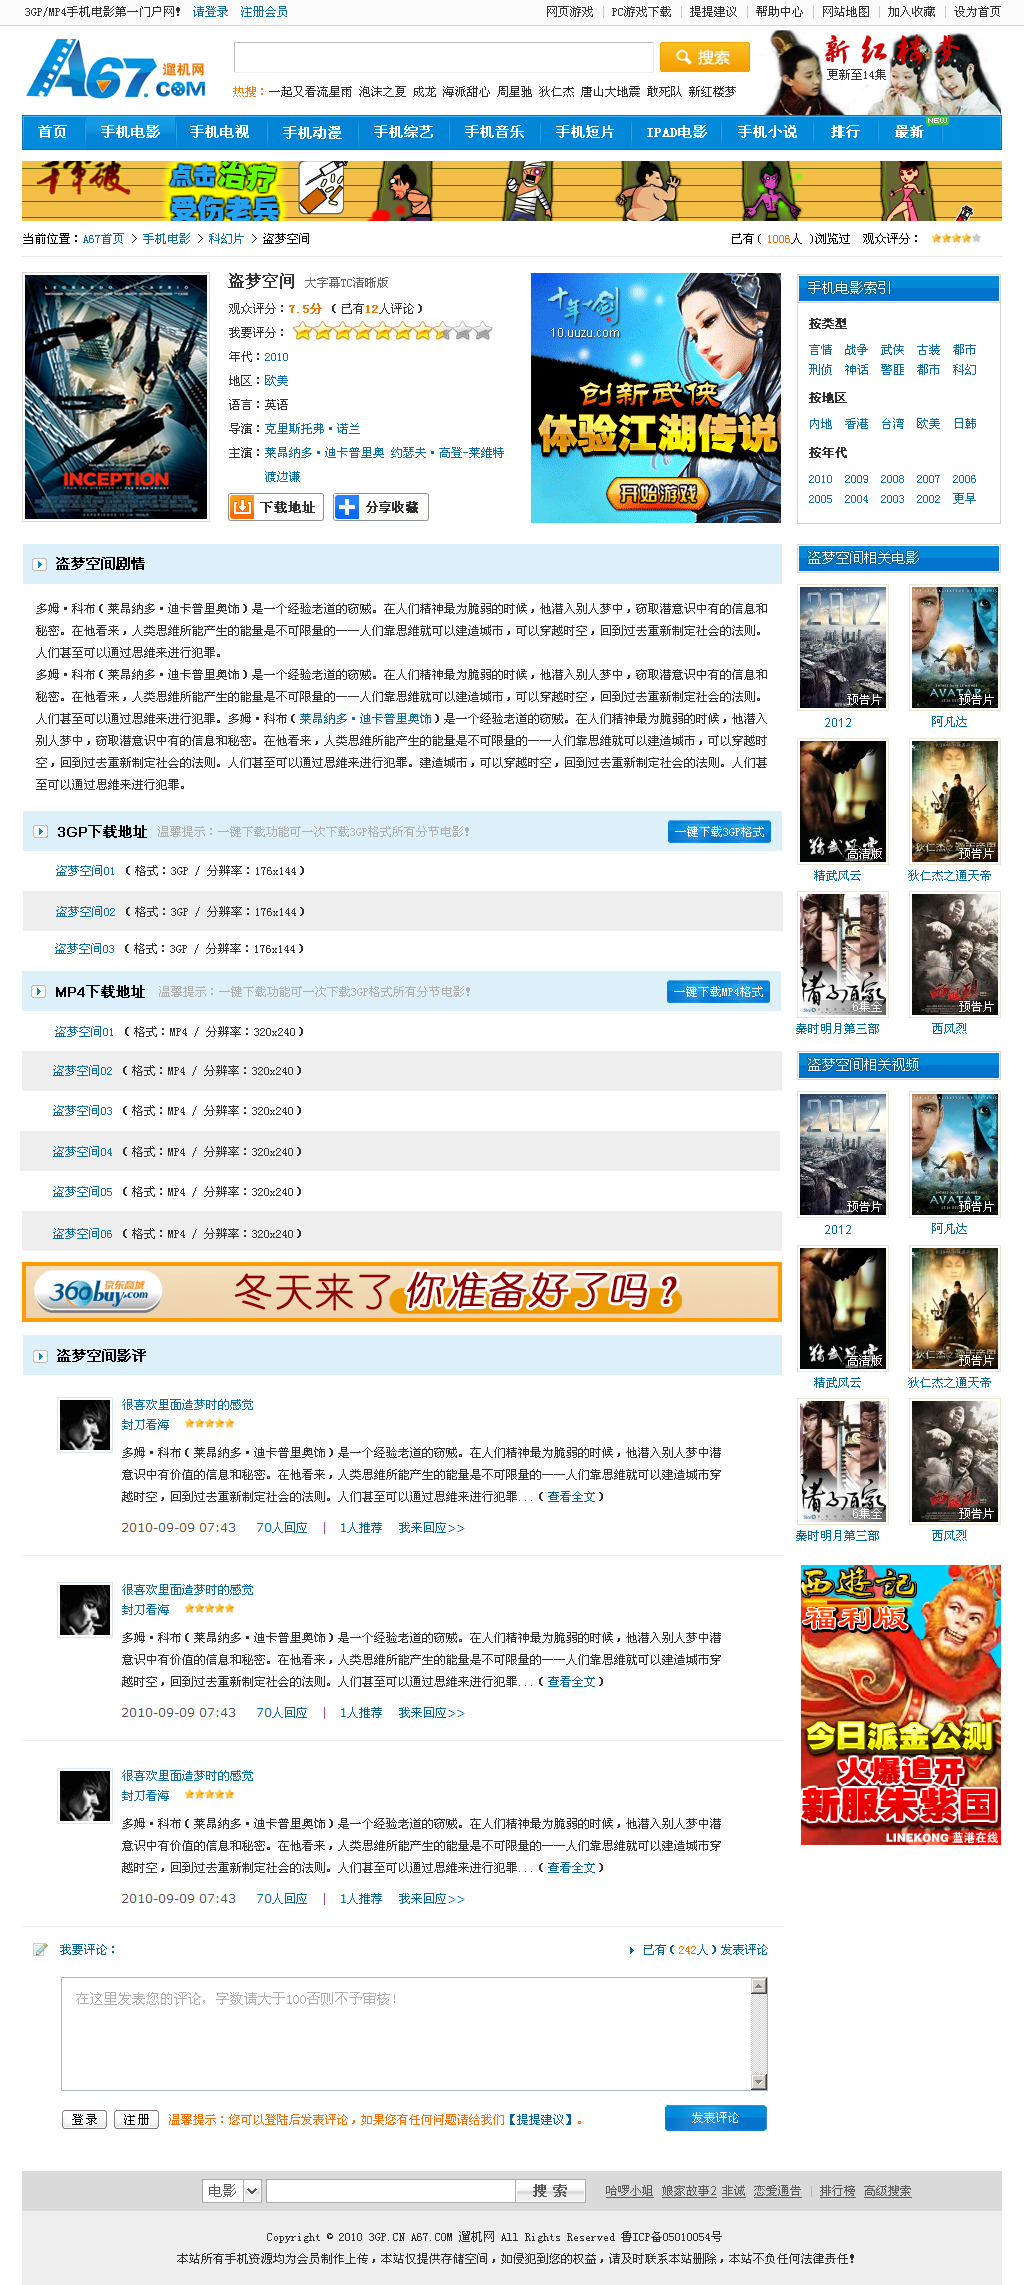 3GP/MP4手机电影第一门户网! 请登录 注册会员
网页游戏 | PC游戏下载 | 提提建议 | 帮助中心 | 网站地图 | 加入收藏 | 设为首页
A67.COM 遛机网
搜索
新红楼梦
更新至14集
热搜：一起又看流星雨 泡沫之夏 成龙 海派甜心 周星驰 狄仁杰 唐山大地震 敢死队 新红楼梦
首页 手机电影 手机电视 手机动漫 手机综艺 手机音乐 手机短片 IPAD电影 手机小说 排行 最新 NEW
点击治疗
受伤老兵
当前位置：A67首页 > 手机电影 > 科幻片 > 盗梦空间
已有( 1006人 )浏览过 观众评分：
盗梦空间 大字幕TC清晰版
观众评分：7.5分 (已有12人评论)
我要评分：
年代：2010
地区：欧美
语言：英语
导演：克里斯托弗·诺兰
主演：莱昂纳多·迪卡普里奥 约瑟夫·高登-莱维特
渡边谦
下载地址 分享收藏
INCEPTION
十年一剑
10.uuzu.com
创新武侠
体验江湖传说
开始游戏
手机电影索引
按类型
言情 战争 武侠 古装 都市
刑侦 神话 警匪 都市 科幻
按地区
内地 香港 台湾 欧美 日韩
按年代
2010 2009 2008 2007 2006
2005 2004 2003 2002 更早
盗梦空间剧情
多姆·科布(莱昂纳多·迪卡普里奥饰)是一个经验老道的窃贼。在人们精神最为脆弱的时候，他潜入别人梦中，窃取潜意识中有的信息和
秘密。在他看来，人类思维所能产生的能量是不可限量的一一人们靠思维就可以建造城市，可以穿越时空，回到过去重新制定社会的法则。
人们甚至可以通过思维来进行犯罪。
多姆·科布(莱昂纳多·迪卡普里奥饰)是一个经验老道的窃贼。在人们精神最为脆弱的时候，他潜入别人梦中，窃取潜意识中有的信息和
秘密。在他看来，人类思维所能产生的能量是不可限量的一一人们靠思维就可以建造城市，可以穿越时空，回到过去重新制定社会的法则。
人们甚至可以通过思维来进行犯罪。多姆·科布(莱昂纳多·迪卡普里奥饰)是一个经验老道的窃贼。在人们精神最为脆弱的时候，他潜入
别人梦中，窃取潜意识中有的信息和秘密。在他看来，人类思维所能产生的能量是不可限量的一一人们靠思维就可以建造城市，可以穿越时
空，回到过去重新制定社会的法则。人们甚至可以通过思维来进行犯罪。建造城市，可以穿越时空，回到过去重新制定社会的法则。人们甚
至可以通过思维来进行犯罪。
3GP下载地址 温馨提示：一键下载功能可一次下载3GP格式所有分节电影! 一键下载3GP格式
盗梦空间01 (格式：3GP / 分辨率：176x144)
盗梦空间02 (格式：3GP / 分辨率：176x144)
盗梦空间03 (格式：3GP / 分辨率：176x144)
MP4下载地址 温馨提示：一键下载功能可一次下载3GP格式所有分节电影! 一键下载MP4格式
盗梦空间01 (格式：MP4 / 分辨率：320x240)
盗梦空间02 (格式：MP4 / 分辨率：320x240)
盗梦空间03 (格式：MP4 / 分辨率：320x240)
盗梦空间04 (格式：MP4 / 分辨率：320x240)
盗梦空间05 (格式：MP4 / 分辨率：320x240)
盗梦空间06 (格式：MP4 / 分辨率：320x240)
360buy.com 京东商城 冬天来了 你准备好了吗？
盗梦空间影评
很喜欢里面造梦时的感觉
封刀看海
多姆·科布(莱昂纳多·迪卡普里奥饰)是一个经验老道的窃贼。在人们精神最为脆弱的时候，他潜入别人梦中潜
意识中有价值的信息和秘密。在他看来，人类思维所能产生的能量是不可限量的一一人们靠思维就可以建造城市穿
越时空，回到过去重新制定社会的法则。人们甚至可以通过思维来进行犯罪...(查看全文)
2010-09-09 07:43 70人回应 | 1人推荐 我来回应>>
很喜欢里面造梦时的感觉
封刀看海
多姆·科布(莱昂纳多·迪卡普里奥饰)是一个经验老道的窃贼。在人们精神最为脆弱的时候，他潜入别人梦中潜
意识中有价值的信息和秘密。在他看来，人类思维所能产生的能量是不可限量的一一人们靠思维就可以建造城市穿
越时空，回到过去重新制定社会的法则。人们甚至可以通过思维来进行犯罪...(查看全文)
2010-09-09 07:43 70人回应 | 1人推荐 我来回应>>
很喜欢里面造梦时的感觉
封刀看海
多姆·科布(莱昂纳多·迪卡普里奥饰)是一个经验老道的窃贼。在人们精神最为脆弱的时候，他潜入别人梦中潜
意识中有价值的信息和秘密。在他看来，人类思维所能产生的能量是不可限量的一一人们靠思维就可以建造城市穿
越时空，回到过去重新制定社会的法则。人们甚至可以通过思维来进行犯罪...(查看全文)
2010-09-09 07:43 70人回应 | 1人推荐 我来回应>>
我要评论：
已有(242人)发表评论
在这里发表您的评论，字数请大于100否则不予审核!
登录 注册 温馨提示：您可以登陆后发表评论，如果您有任何问题请给我们【提提建议】。 发表评论
盗梦空间相关电影
2012 预告片 AVATAR 预告片
2012 阿凡达
精武风云 高清版 狄仁杰之通天帝国 预告片
精武风云 狄仁杰之通天帝
6集全 西风烈 预告片
秦时明月第三部 西风烈
盗梦空间相关视频
2012 预告片 AVATAR 预告片
2012 阿凡达
精武风云 高清版 狄仁杰之通天帝国 预告片
精武风云 狄仁杰之通天帝
6集全 西风烈 预告片
秦时明月第三部 西风烈
西游记
福利版
今日派金公测
火爆追开
新服朱紫国
LINEKONG 蓝港在线
电影 搜 索 哈啰小姐 娘家故事2 非诚 恋爱通告 | 排行榜 高级搜索
Copyright © 2010 3GP.CN A67.COM 遛机网 All Rights Reserved 鲁ICP备05010054号
本站所有手机资源均为会员制作上传，本站仅提供存储空间，如侵犯到您的权益，请及时联系本站删除，本站不负任何法律责任!